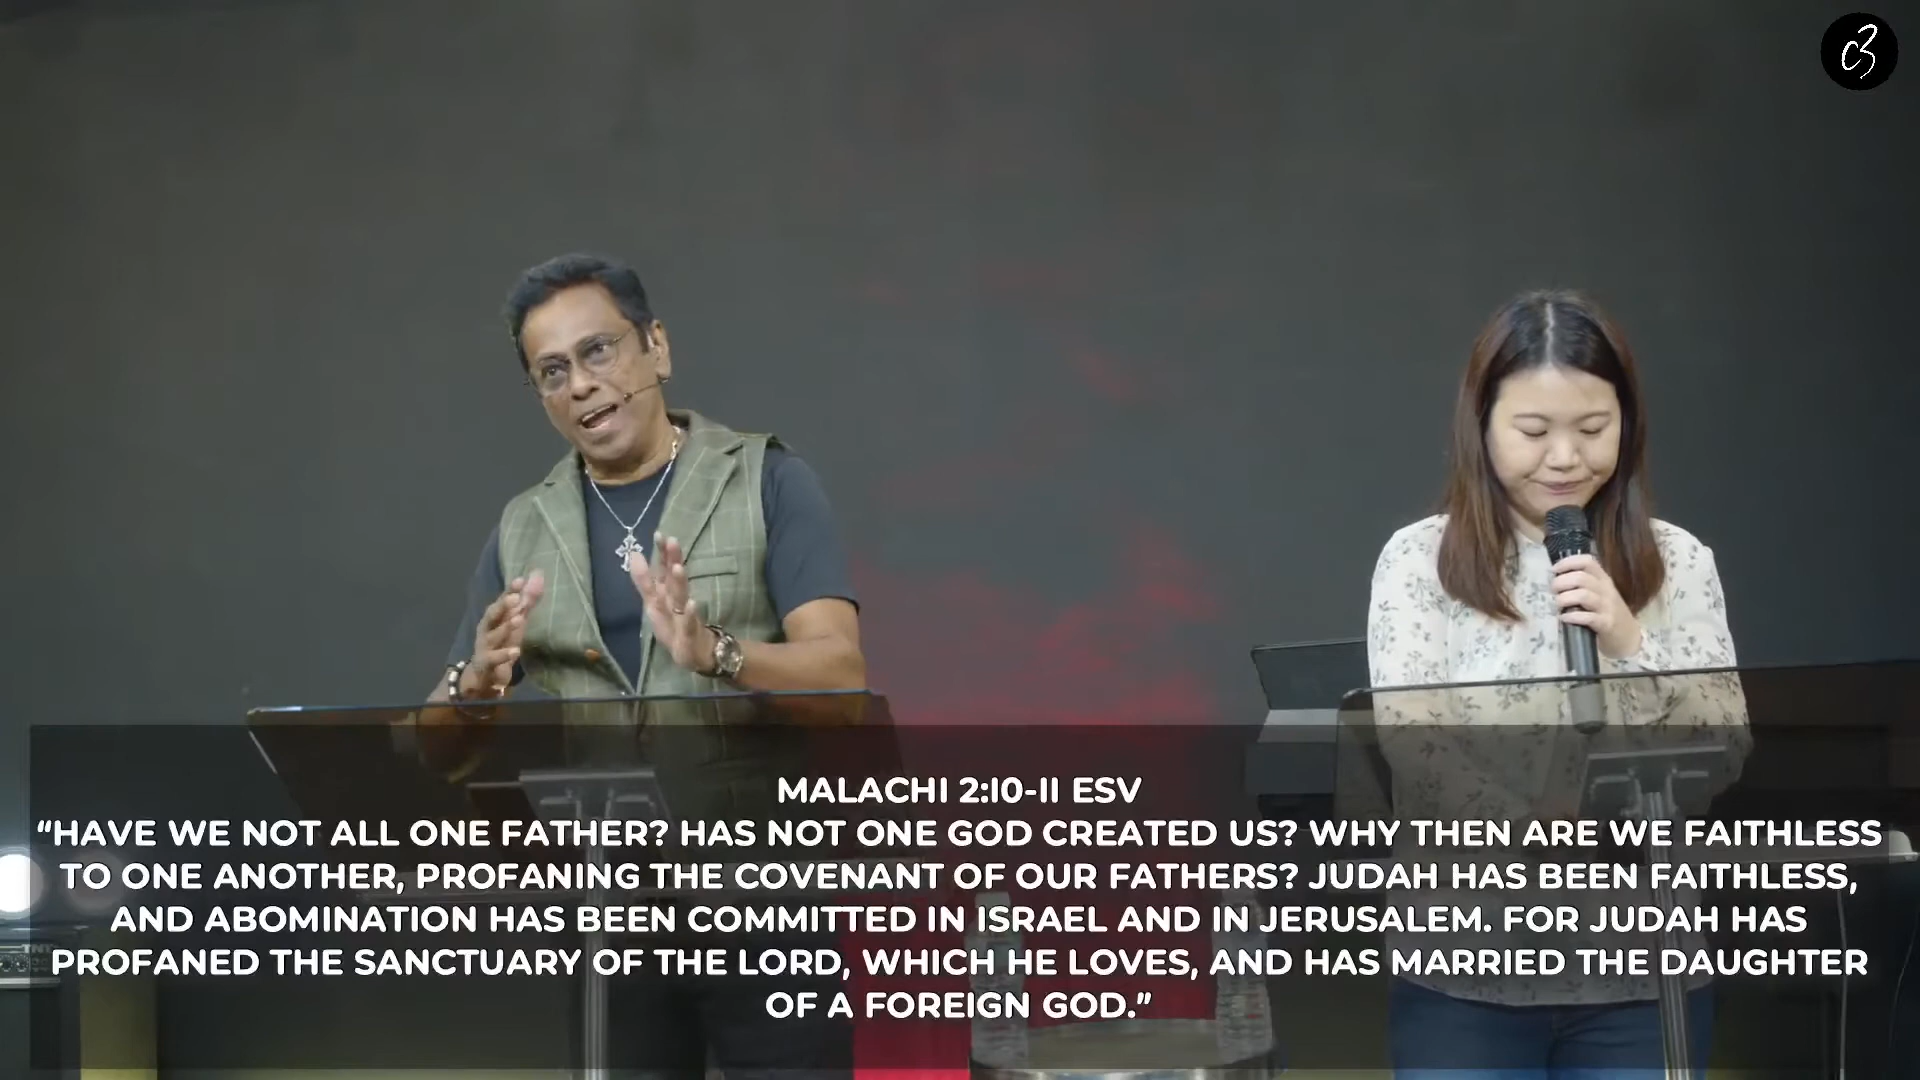 C3
MALACHI 2:10-11 ESV
“HAVE WE NOT ALL ONE FATHER? HAS NOT ONE GOD CREATED US? WHY THEN ARE WE FAITHLESS
TO ONE ANOTHER, PROFANING THE COVENANT OF OUR FATHERS? JUDAH HAS BEEN FAITHLESS,
AND ABOMINATION HAS BEEN COMMITTED IN ISRAEL AND IN JERUSALEM. FOR JUDAH HAS
PROFANED THE SANCTUARY OF THE LORD, WHICH HE LOVES, AND HAS MARRIED THE DAUGHTER
OF A FOREIGN GOD.”
TNT